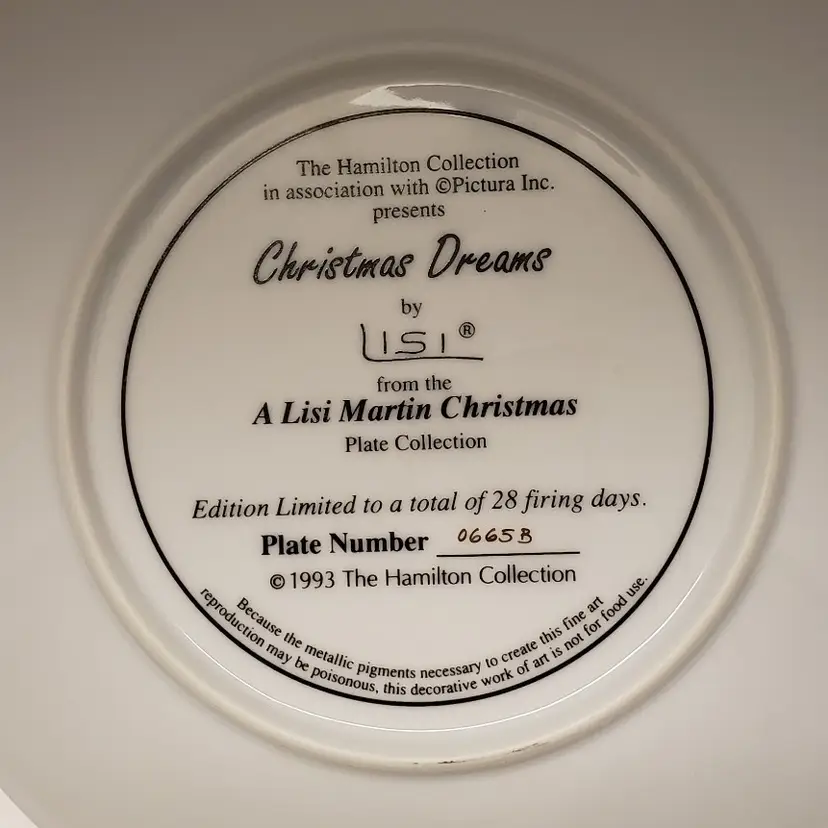 The Hamilton Collection
in association with ©Pictura Inc.
presents
Christmas Dreams
by
LISI®
from the
A Lisi Martin Christmas
Plate Collection
Edition Limited to a total of 28 firing days.
Plate Number 0665B
©1993 The Hamilton Collection
Because the metallic pigments necessary to create this fine art
reproduction may be poisonous, this decorative work of art is not for food use.